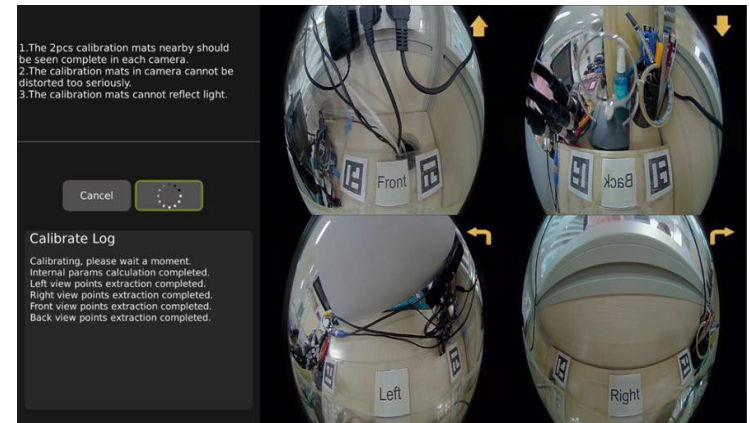 1.The 2pcs calibration mats nearby should
be seen complete in each camera.
2.The calibration mats in camera cannot be
distorted too seriously.
3.The calibration mats cannot reflect light.
Cancel
Calibrate Log
Calibrating, please wait a moment.
Internal params calculation completed.
Left view points extraction completed.
Right view points extraction completed.
Front view points extraction completed.
Back view points extraction completed.
Front
Back
Left
Right